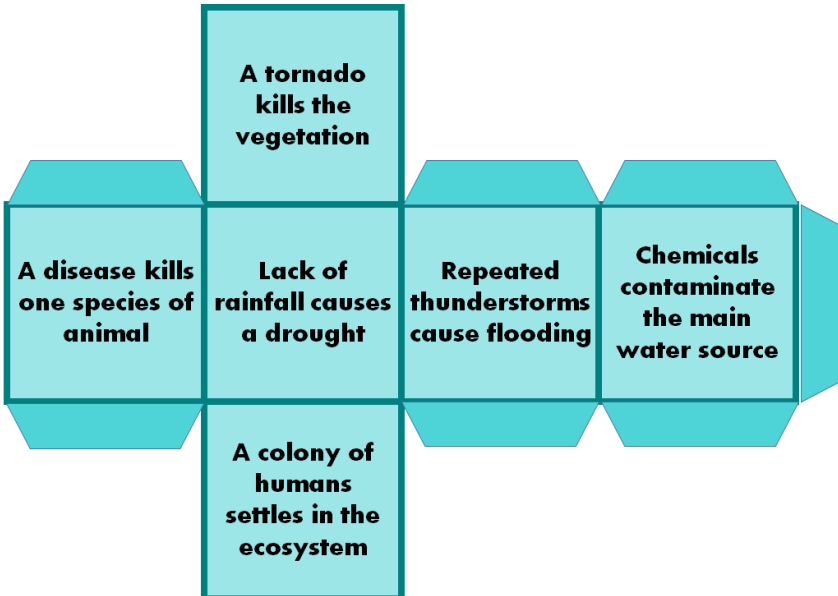 A tornado
kills the
vegetation
A disease kills
one species of
animal
Lack of
rainfall causes
a drought
Repeated
thunderstorms
cause flooding
Chemicals
contaminate
the main
water source
A colony of
humans
settles in the
ecosystem